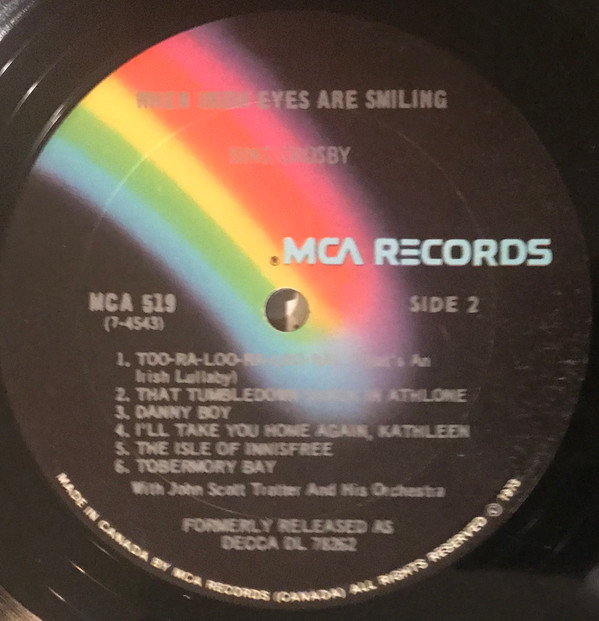 WHEN IRISH EYES ARE SMILING
BING CROSBY
® MCA RECORDS
MCA 519
(7-4543)
SIDE 2
1. TOO-RA-LOO-RA-LOO-RAL (That's An
Irish Lullaby)
2. THAT TUMBLEDOWN SHACK IN ATHLONE
3. DANNY BOY
4. I'LL TAKE YOU HOME AGAIN, KATHLEEN
5. THE ISLE OF INNISFREE
6. TOBERMORY BAY
With John Scott Trotter And His Orchestra
FORMERLY RELEASED AS
DECCA DL 78262
MADE IN CANADA BY MCA RECORDS (CANADA) ALL RIGHTS RESERVED Ⓟ